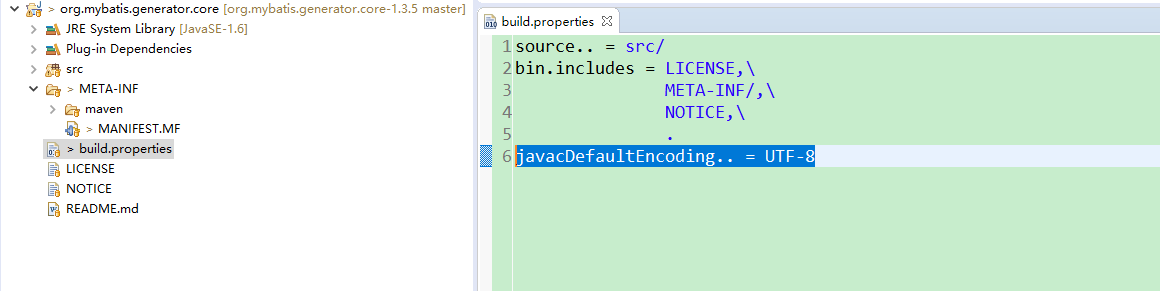 > org.mybatis.generator.core [org.mybatis.generator.core-1.3.5 master]
JRE System Library [JavaSE-1.6]
Plug-in Dependencies
src
> META-INF
maven
> MANIFEST.MF
> build.properties
LICENSE
NOTICE
README.md
build.properties
1 source.. = src/
2 bin.includes = LICENSE,\
3 META-INF/,\
4 NOTICE,\
5 .
6 javacDefaultEncoding.. = UTF-8